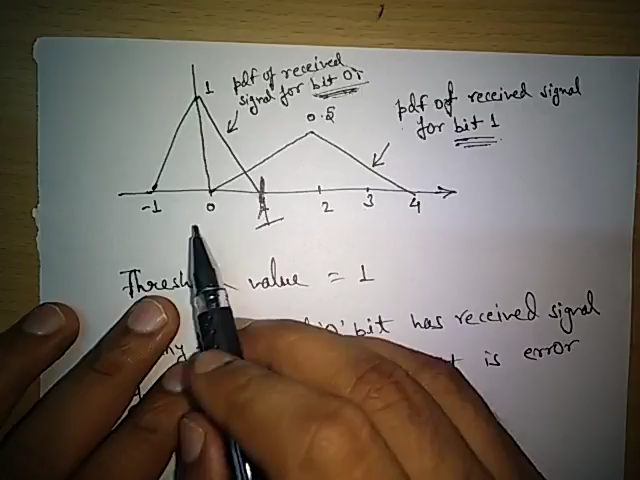 pdf of received
signal for bit 0
1
0.5
pdf of received signal
for bit 1
-1 0 1 2 3 4
value = 1
bit has received signal
is error